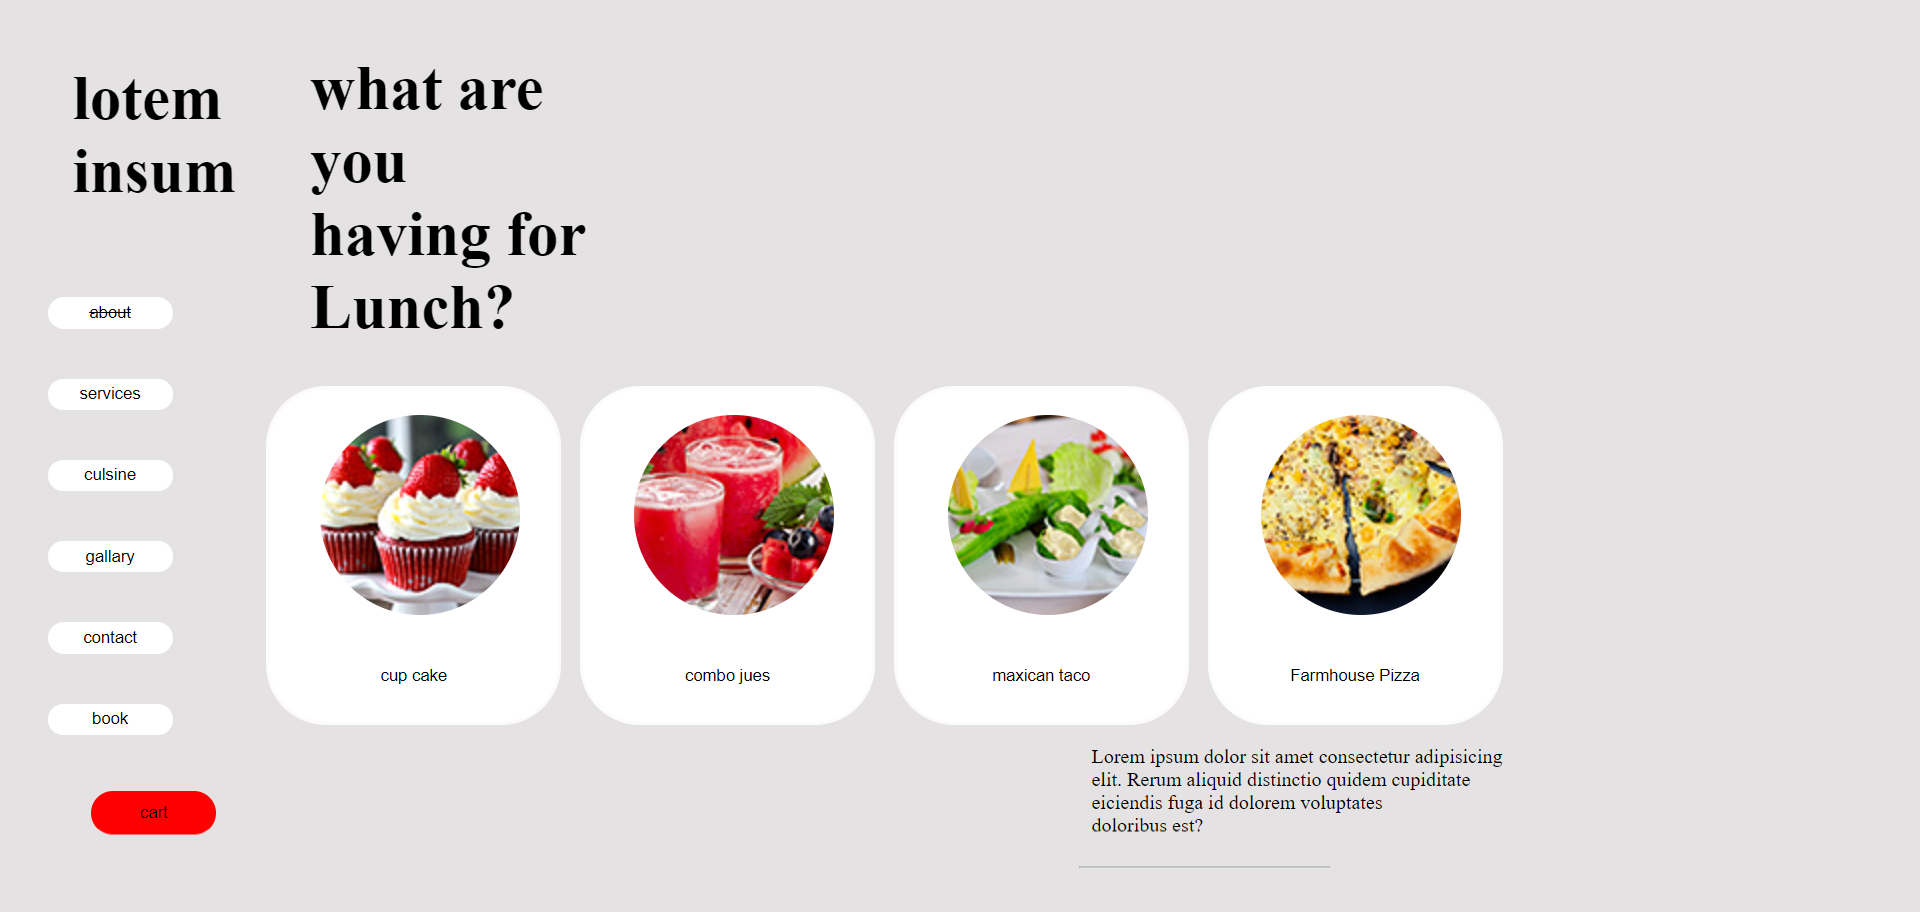 lotem
insum
what are
you
having for
Lunch?
about
services
culsine
gallary
contact
book
cart
cup cake
combo jues
maxican taco
Farmhouse Pizza
Lorem ipsum dolor sit amet consectetur adipisicing
elit. Rerum aliquid distinctio quidem cupiditate
eiciendis fuga id dolorem voluptates
doloribus est?